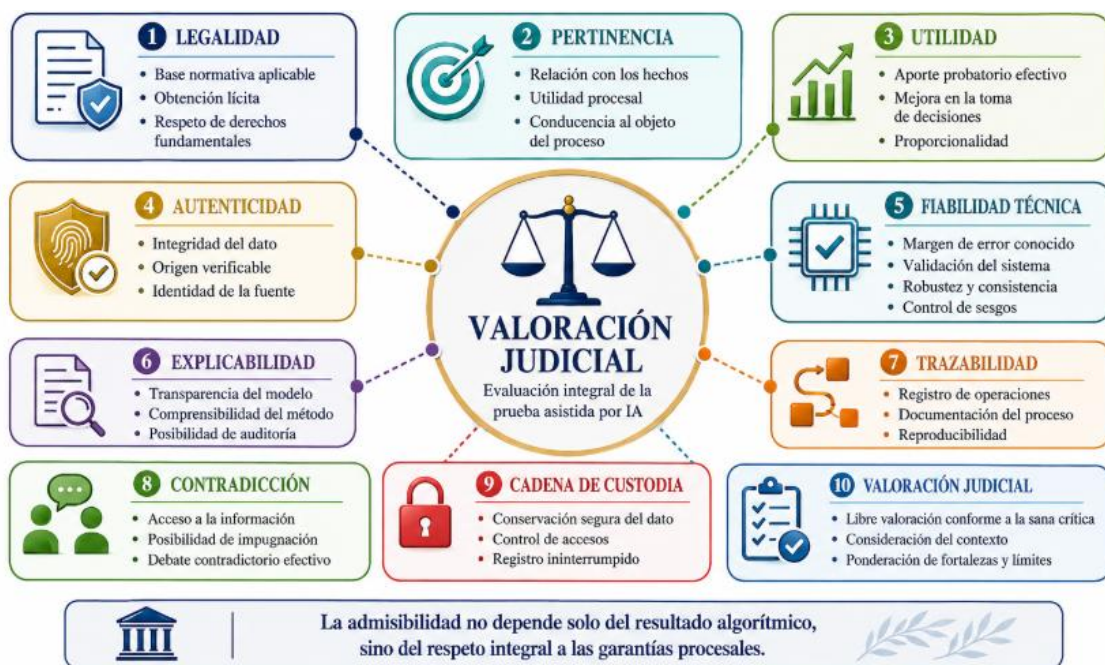 1 LEGALIDAD
• Base normativa aplicable
• Obtención lícita
• Respeto de derechos
fundamentales
2 PERTINENCIA
• Relación con los hechos
• Utilidad procesal
• Conducencia al objeto
del proceso
3 UTILIDAD
• Aporte probatorio efectivo
• Mejora en la toma
de decisiones
• Proporcionalidad
4 AUTENTICIDAD
• Integridad del dato
• Origen verificable
• Identidad de la fuente
VALORACIÓN
JUDICIAL
Evaluación integral de la
prueba asistida por IA
5 FIABILIDAD TÉCNICA
• Margen de error conocido
• Validación del sistema
• Robustez y consistencia
• Control de sesgos
6 EXPLICABILIDAD
• Transparencia del modelo
• Comprensibilidad del método
• Posibilidad de auditoría
7 TRAZABILIDAD
• Registro de operaciones
• Documentación del proceso
• Reproducibilidad
8 CONTRADICCIÓN
• Acceso a la información
• Posibilidad de impugnación
• Debate contradictorio efectivo
9 CADENA DE CUSTODIA
• Conservación segura del dato
• Control de accesos
• Registro ininterrumpido
10 VALORACIÓN JUDICIAL
• Libre valoración conforme a la sana crítica
• Consideración del contexto
• Ponderación de fortalezas y límites
La admisibilidad no depende solo del resultado algorítmico,
sino del respeto integral a las garantías procesales.